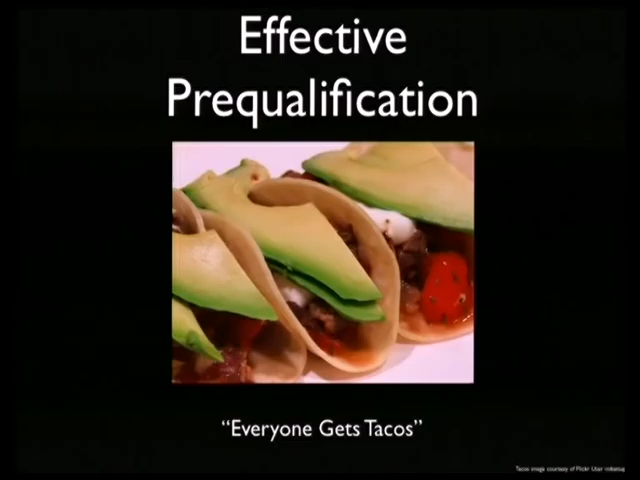 Effective
Prequalification
“Everyone Gets Tacos”
Tacos image courtesy of Flickr User